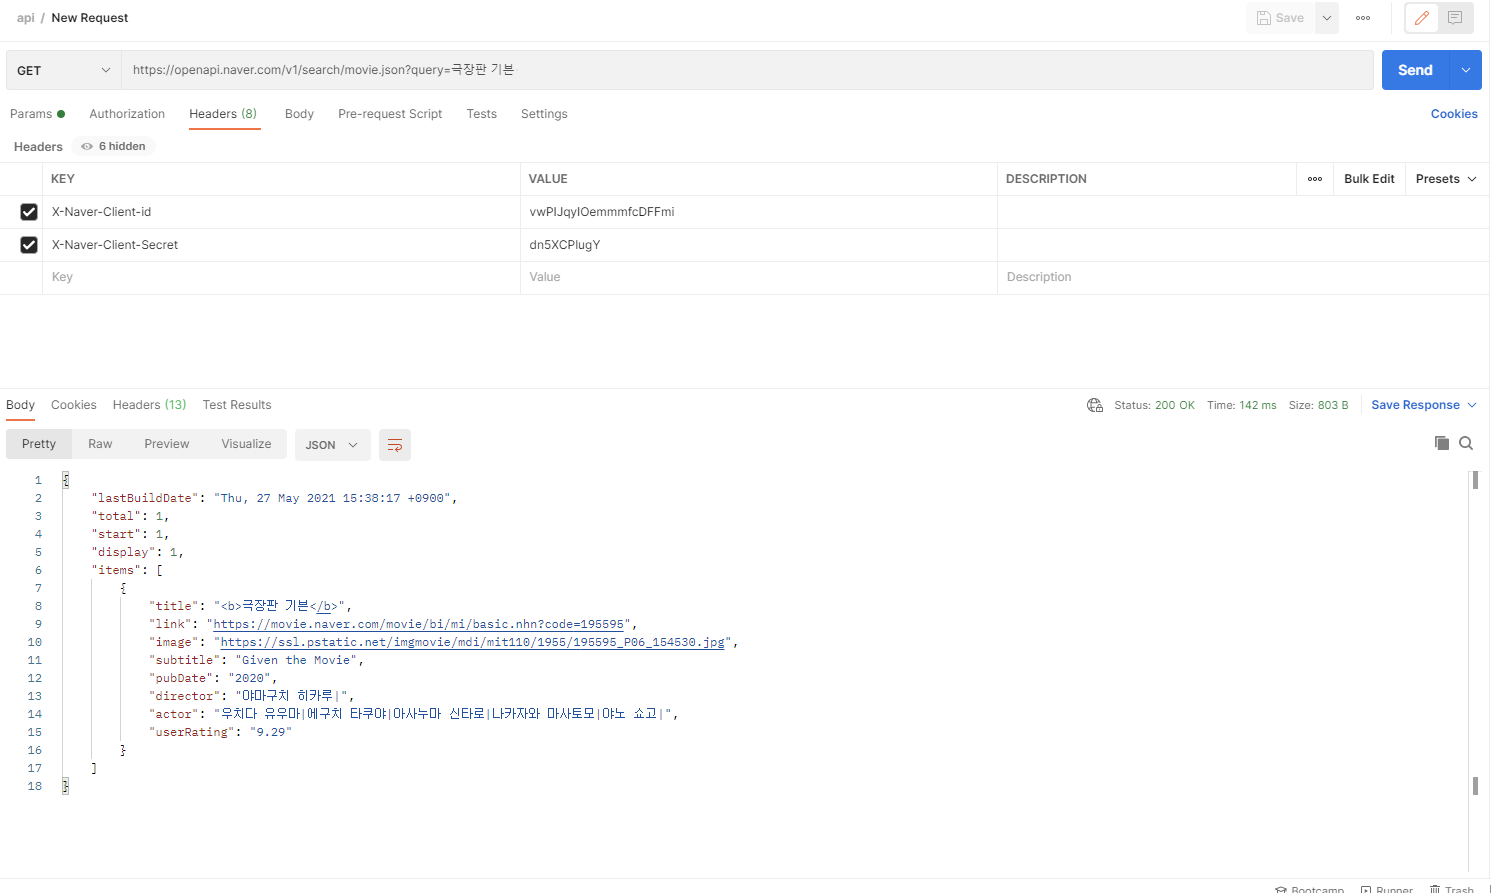 api / New Request
Save
GET
https://openapi.naver.com/v1/search/movie.json?query=극장판 기븐
Send
Params
Authorization
Headers (8)
Body
Pre-request Script
Tests
Settings
Cookies
Headers
6 hidden
KEY VALUE DESCRIPTION
Bulk Edit
Presets
X-Naver-Client-id vwPIJqyIOemmmfcDFFmi
X-Naver-Client-Secret dn5XCPlugY
Key Value Description
Body Cookies Headers (13) Test Results
Status: 200 OK Time: 142 ms Size: 803 B Save Response
Pretty Raw Preview Visualize JSON
1 {
2 "lastBuildDate": "Thu, 27 May 2021 15:38:17 +0900",
3 "total": 1,
4 "start": 1,
5 "display": 1,
6 "items": [
7 {
8 "title": "<b>극장판 기븐</b>",
9 "link": "https://movie.naver.com/movie/bi/mi/basic.nhn?code=195595",
10 "image": "https://ssl.pstatic.net/imgmovie/mdi/mit110/1955/195595_P06_154530.jpg",
11 "subtitle": "Given the Movie",
12 "pubDate": "2020",
13 "director": "야마구치 히카루|",
14 "actor": "우치다 유우마|에구치 타쿠야|아사누마 신타로|나카자와 마사토모|야노 쇼고|",
15 "userRating": "9.29"
16 }
17 ]
18 }
Bootcamp Runner Trash